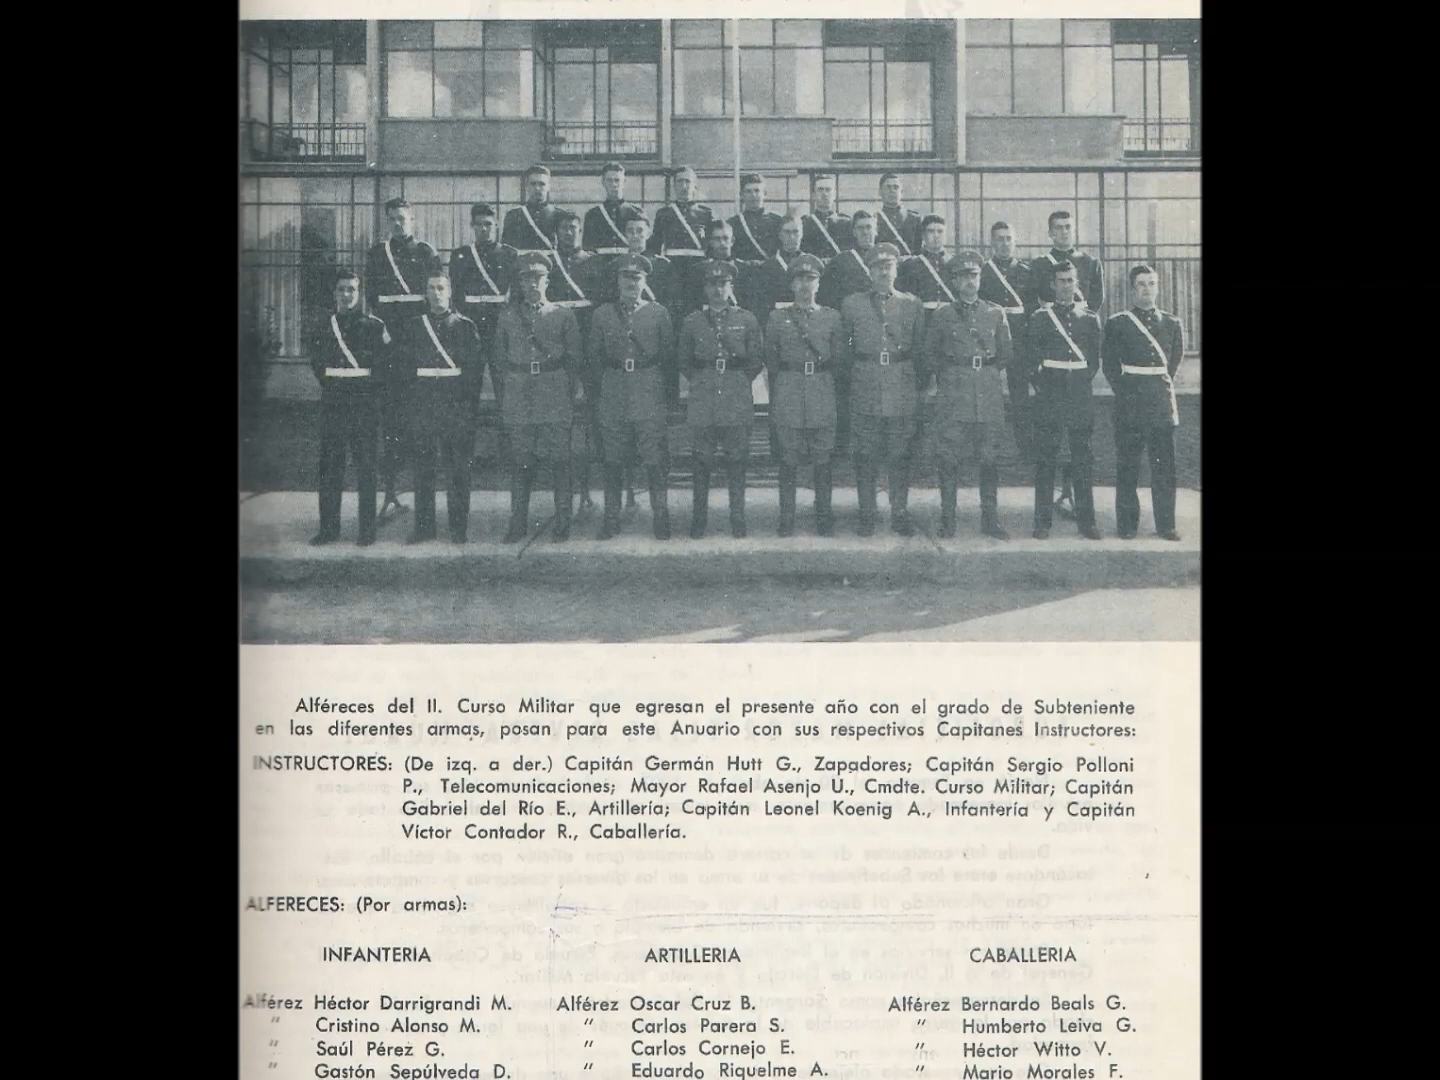 Alféreces del II. Curso Militar que egresan el presente año con el grado de Subteniente
en las diferentes armas, posan para este Anuario con sus respectivos Capitanes Instructores:
INSTRUCTORES: (De izq. a der.) Capitán Germán Hutt G., Zapadores; Capitán Sergio Polloni
P., Telecomunicaciones; Mayor Rafael Asenjo U., Cmdte. Curso Militar; Capitán
Gabriel del Río E., Artillería; Capitán Leonel Koenig A., Infantería y Capitán
Víctor Contador R., Caballería.
ALFERECES: (Por armas):
INFANTERIA ARTILLERIA CABALLERIA
Alférez Héctor Darrigrandi M. Alférez Oscar Cruz B. Alférez Bernardo Beals G.
" Cristino Alonso M. " Carlos Parera S. " Humberto Leiva G.
" Saúl Pérez G. " Carlos Cornejo E. " Héctor Witto V.
" Gastón Sepúlveda D. " Eduardo Riquelme A. " Mario Morales F.